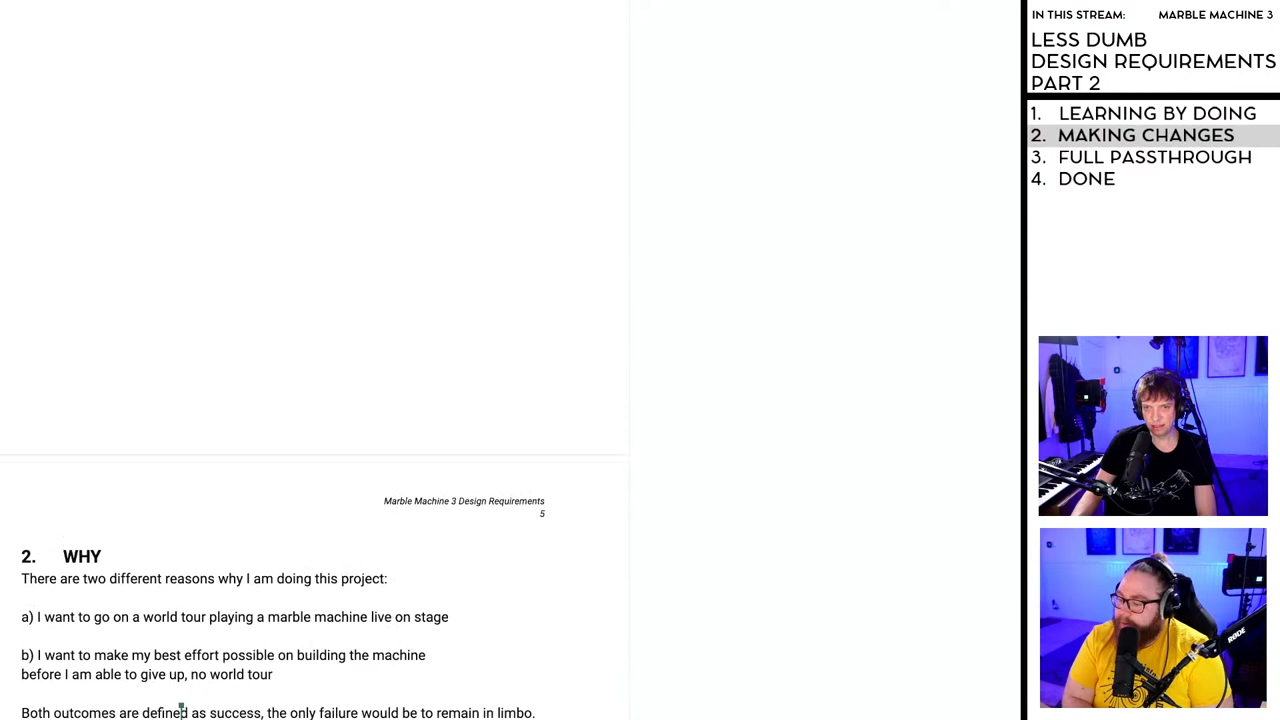 IN THIS STREAM: MARBLE MACHINE 3
LESS DUMB
DESIGN REQUIREMENTS
PART 2
1. LEARNING BY DOING
2. MAKING CHANGES
3. FULL PASSTHROUGH
4. DONE
Marble Machine 3 Design Requirements
5
2. WHY
There are two different reasons why I am doing this project:
a) I want to go on a world tour playing a marble machine live on stage
b) I want to make my best effort possible on building the machine
before I am able to give up, no world tour
Both outcomes are defined as success, the only failure would be to remain in limbo.
RODE